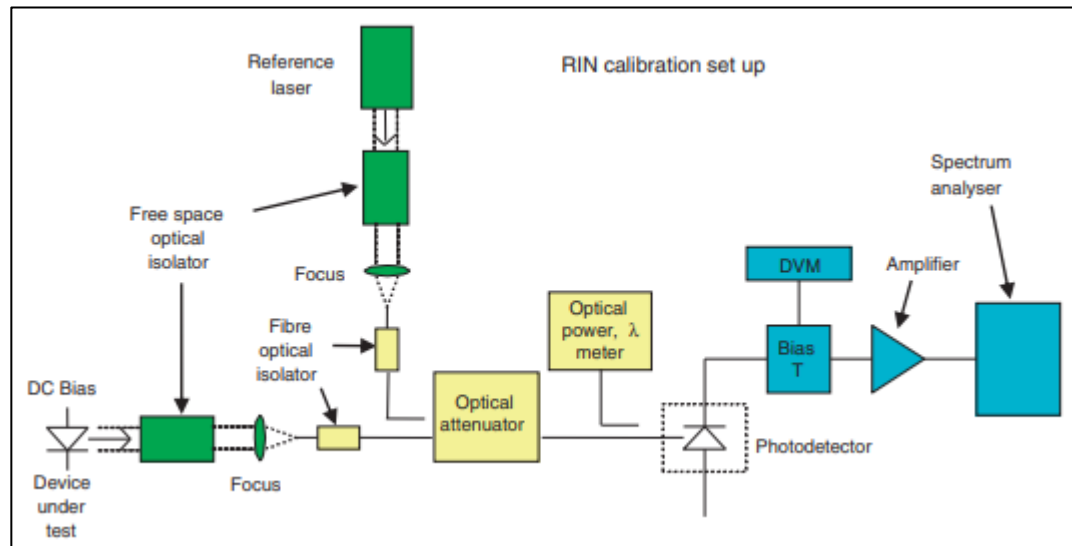 Reference
laser
RIN calibration set up
Spectrum
analyser
Free space
optical
isolator
Focus
DVM
Amplifier
Optical
power, λ
meter
Fibre
optical
isolator
Bias
T
DC Bias
Optical
attenuator
Photodetector
Device
under
test
Focus